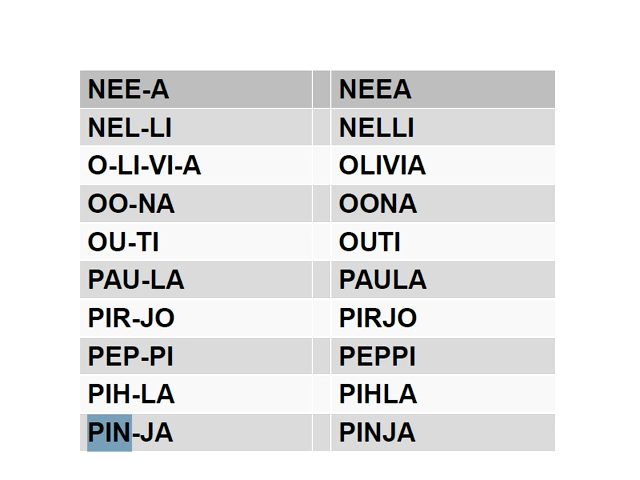 NEE-A NEEA
NEL-LI NELLI
O-LI-VI-A OLIVIA
OO-NA OONA
OU-TI OUTI
PAU-LA PAULA
PIR-JO PIRJO
PEP-PI PEPPI
PIH-LA PIHLA
PIN-JA PINJA